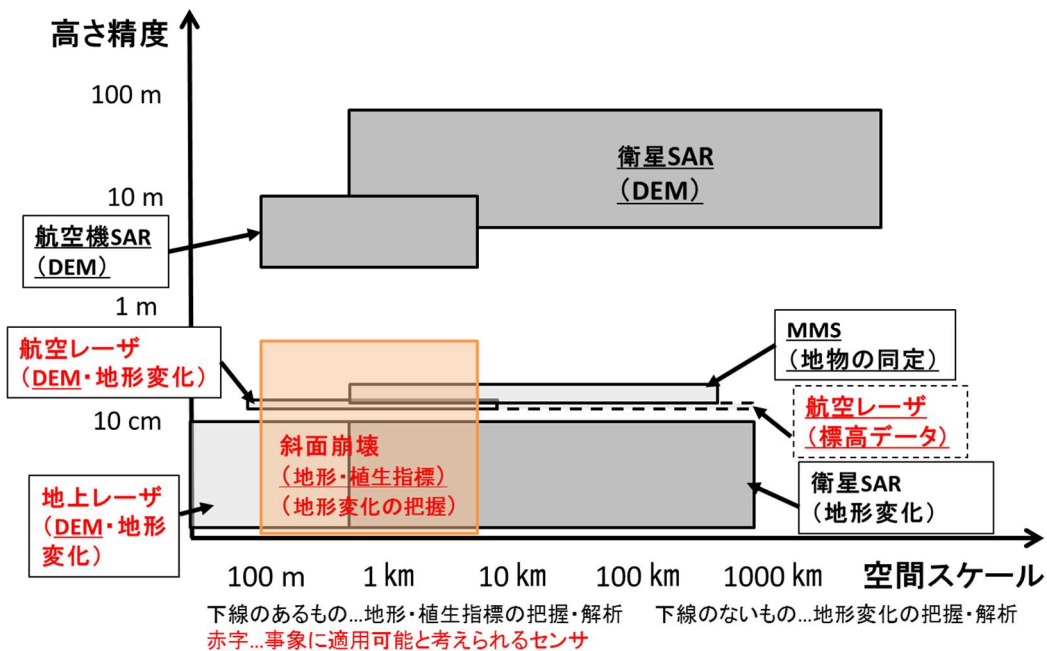 高さ精度
100 m
衛星SAR
（DEM）
10 m
航空機SAR
（DEM）
1 m
航空レーザ
（DEM・地形変化）
MMS
（地物の同定）
航空レーザ
（標高データ）
10 cm
斜面崩壊
（地形・植生指標）
（地形変化の把握）
地上レーザ
（DEM・地形
変化）
衛星SAR
（地形変化）
100 m 1 km 10 km 100 km 1000 km 空間スケール
下線のあるもの…地形・植生指標の把握・解析 下線のないもの…地形変化の把握・解析
赤字…事象に適用可能と考えられるセンサ